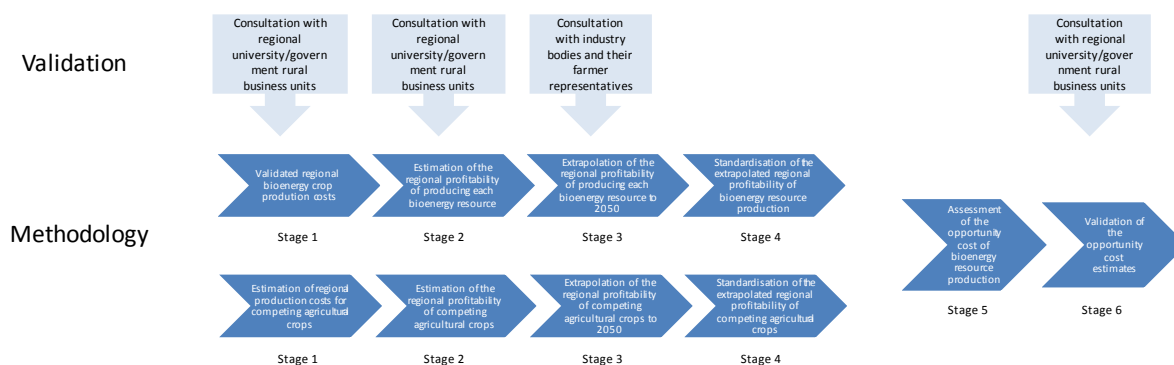 Consultation with
regional
university/govern
ment rural
business units
Consultation with
regional
university/govern
ment rural
business units
Consultation
with industry
bodies and their
farmer
representatives
Consultation
with regional
university/gover
nment rural
business units
Validation
Validated regional
bioenergy crop
prodution costs
Estimation of the
regional profitability
of producing each
bioenergy resource
Extrapolation of the
regional profitability
of producing each
bioenergy resource to
2050
Standardisation of the
extrapolated regional
profitability of
bioenergy resource
production
Stage 1
Stage 2
Stage 3
Stage 4
Methodology
Assessment
of the
opportunity
cost of
bioenergy
resource
production
Validation of
the
opportunity
cost
estimates
Stage 5
Stage 6
Estimation of regional
production costs for
competing agricultural
crops
Estimation of the
regional profitability
of competing
agricultural crops
Extrapolation of the
regional profitability
of competing
agricultural crops to
2050
Standardisation of the
extrapolated regional
profitability of
competing agricultural
crops
Stage 1
Stage 2
Stage 3
Stage 4